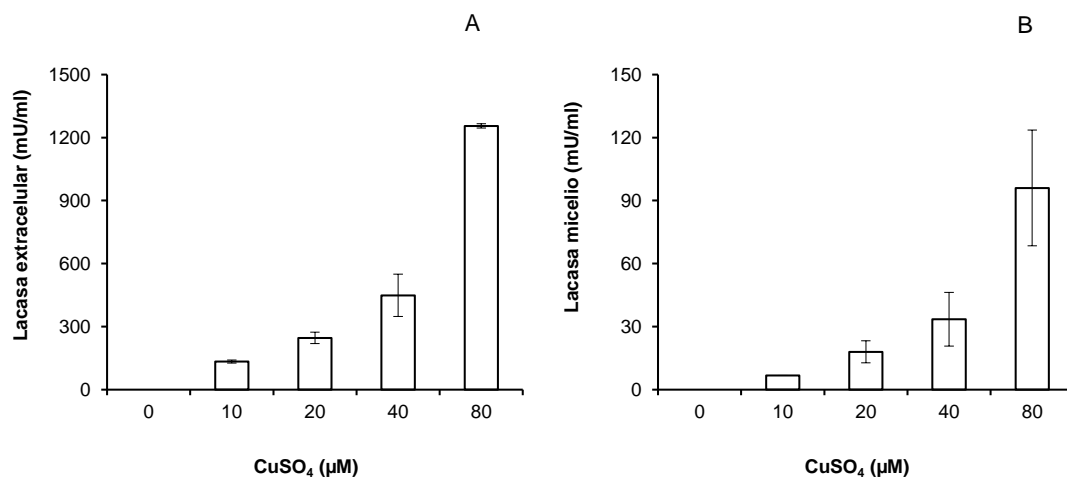 A
Lacasa extracelular (mU/ml)
1500
1200
900
600
300
0
0 10 20 40 80
CuSO₄ (µM)
B
Lacasa micelio (mU/ml)
150
120
90
60
30
0
0 10 20 40 80
CuSO₄ (µM)